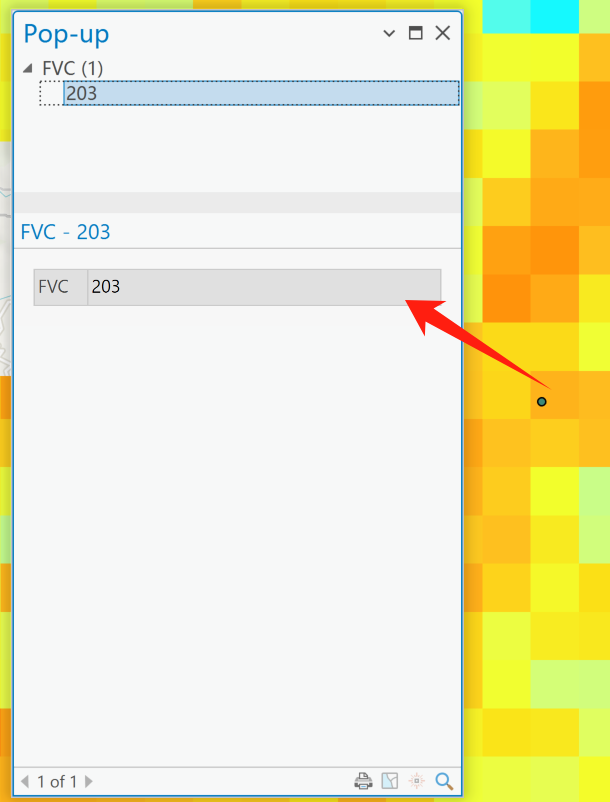 Pop-up
FVC (1)
203
FVC - 203
FVC 203
1 of 1